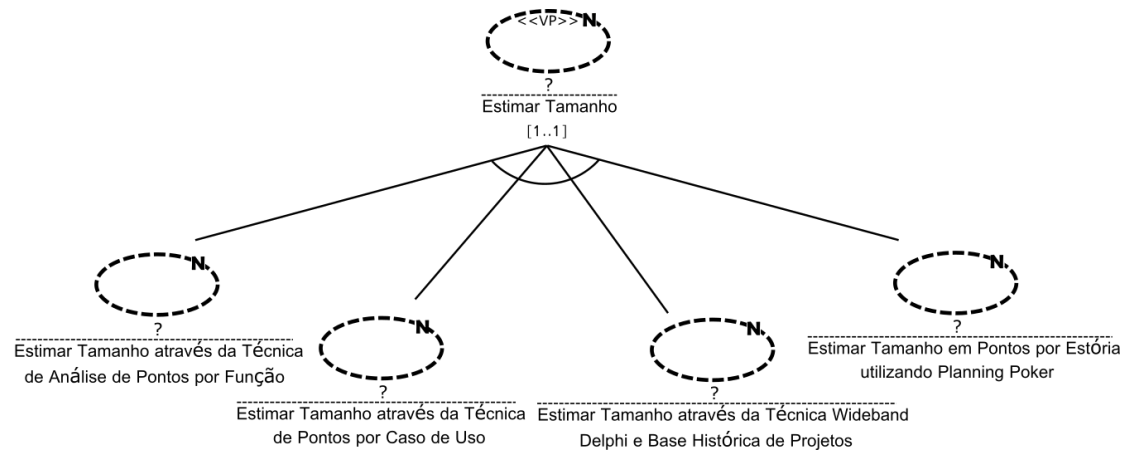 <<VP>> N
?
Estimar Tamanho
[1..1]
N
?
Estimar Tamanho através da Técnica
de Análise de Pontos por Função
N
?
Estimar Tamanho através da Técnica
de Pontos por Caso de Uso
N
?
Estimar Tamanho através da Técnica Wideband
Delphi e Base Histórica de Projetos
N
?
Estimar Tamanho em Pontos por Estória
utilizando Planning Poker